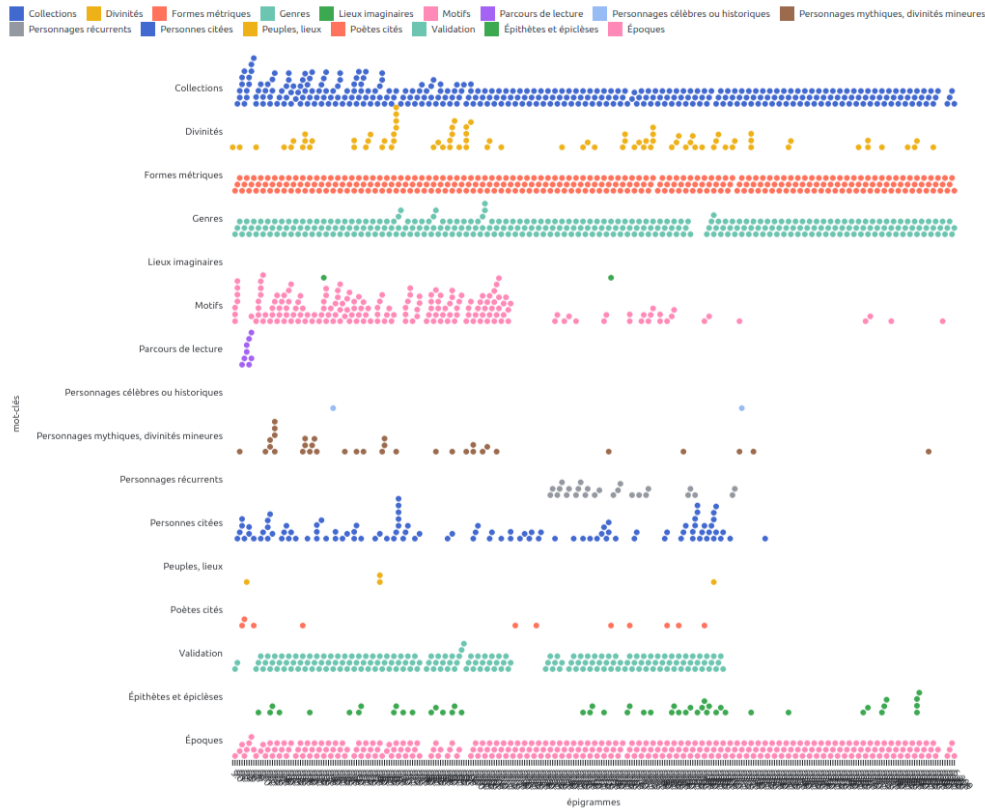 Collections Divinités Formes métriques Genres Lieux imaginaires Motifs Parcours de lecture Personnages célèbres ou historiques Personnages mythiques, divinités mineures
Personnages récurrents Personnes citées Peuples, lieux Poètes cités Validation Épithètes et épiclèses Époques
Collections
Divinités
Formes métriques
Genres
Lieux imaginaires
Motifs
Parcours de lecture
Personnages célèbres ou historiques
Personnages mythiques, divinités mineures
Personnages récurrents
Personnes citées
Peuples, lieux
Poètes cités
Validation
Épithètes et épiclèses
Époques
mot-clés
épigrammes